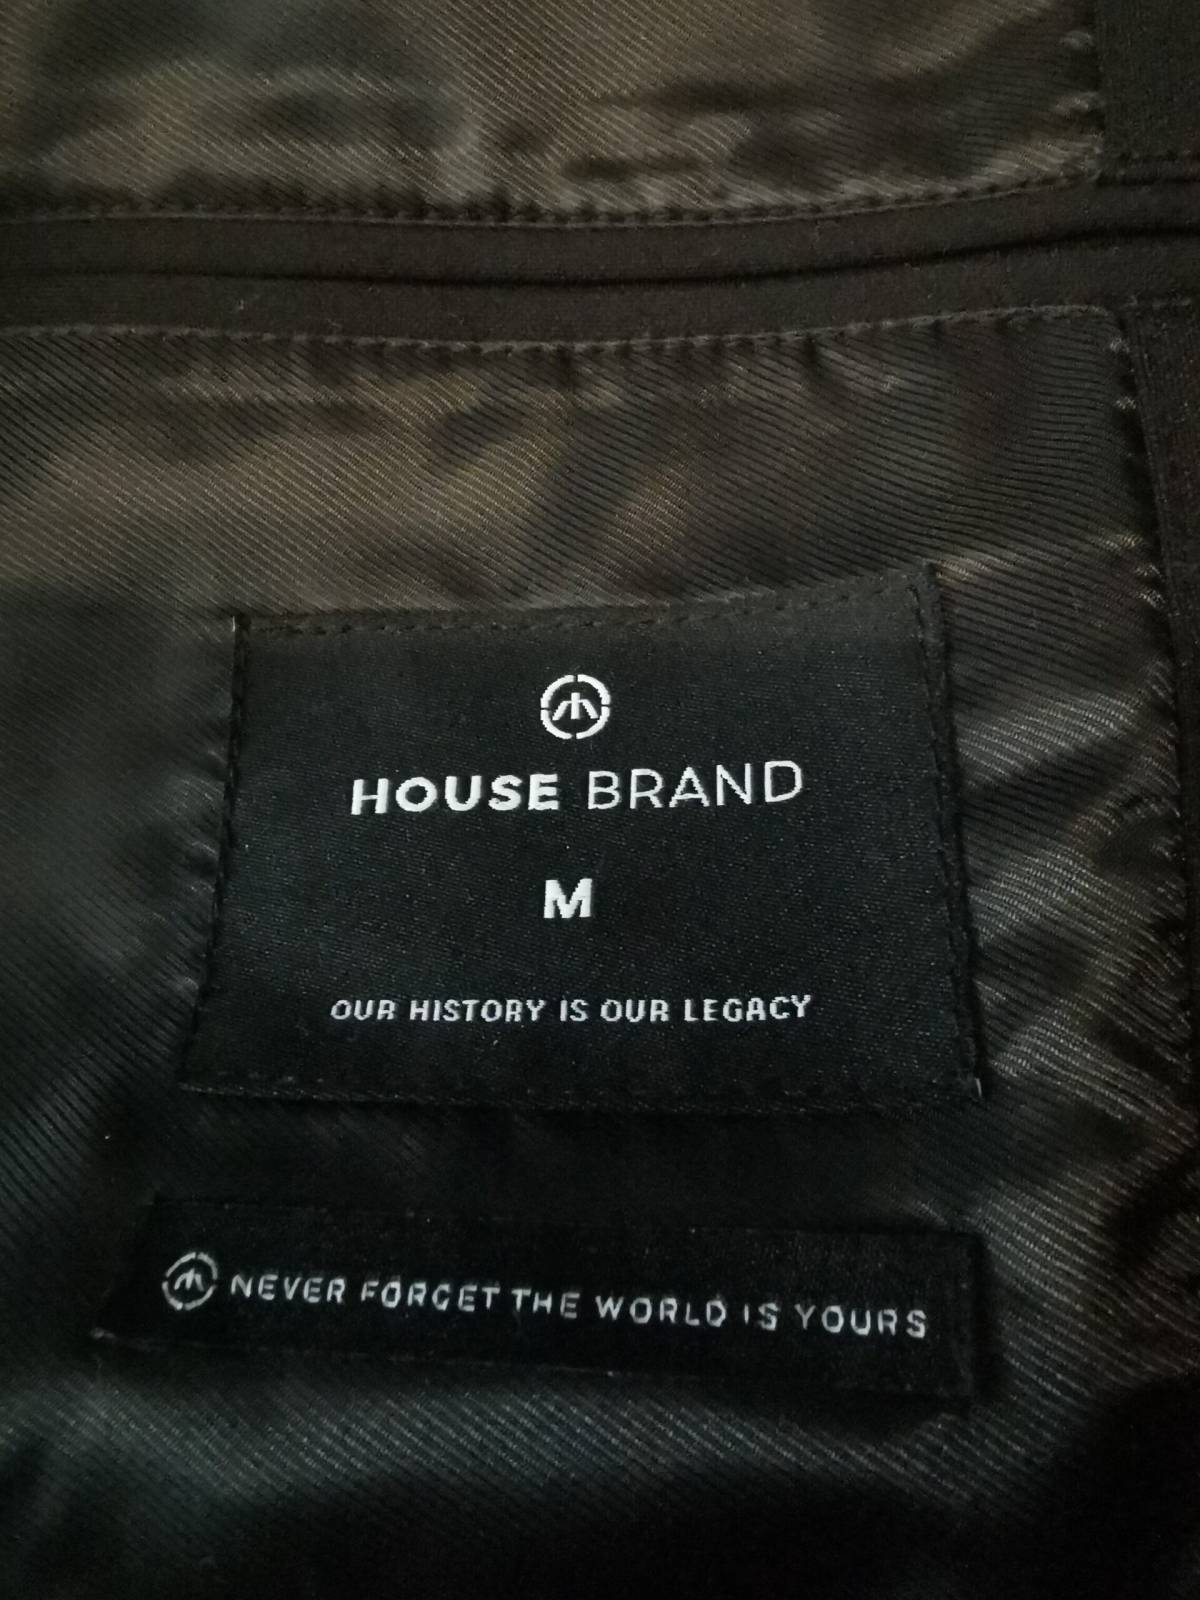 HOUSE BRAND
M
OUR HISTORY IS OUR LEGACY
NEVER FORGET THE WORLD IS YOURS